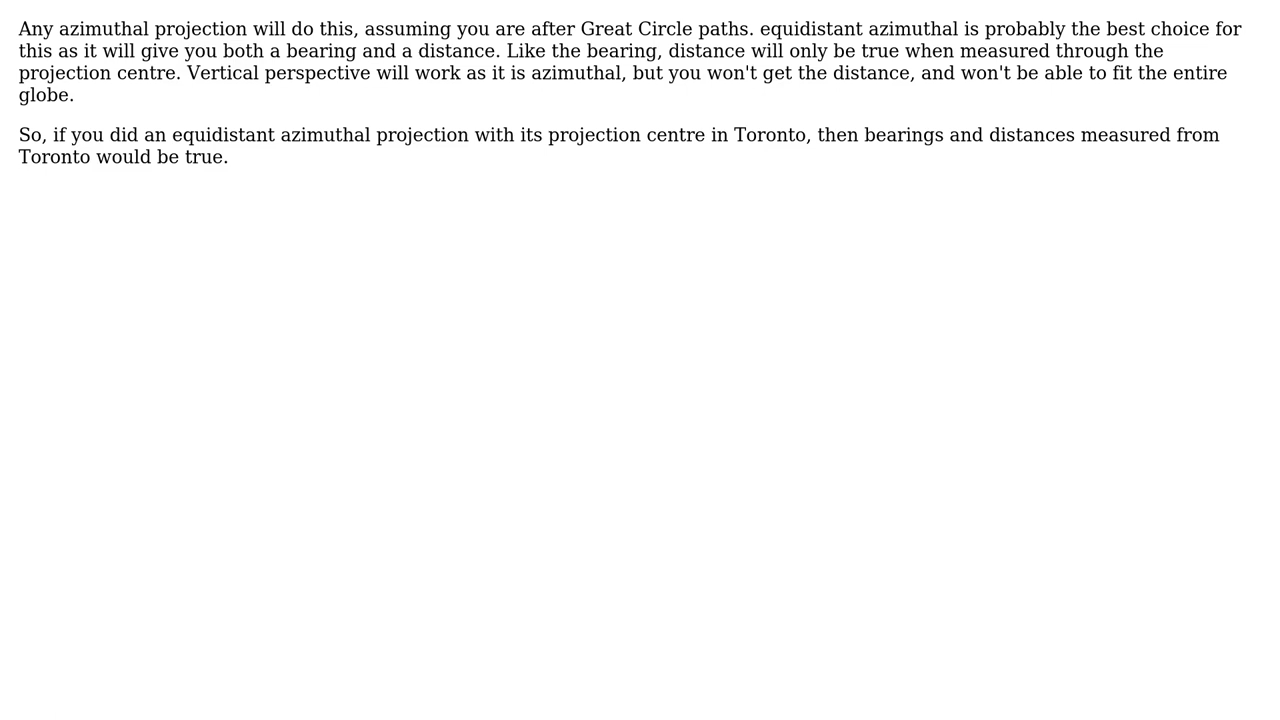 Any azimuthal projection will do this, assuming you are after Great Circle paths. equidistant azimuthal is probably the best choice for
this as it will give you both a bearing and a distance. Like the bearing, distance will only be true when measured through the
projection centre. Vertical perspective will work as it is azimuthal, but you won't get the distance, and won't be able to fit the entire
globe.
So, if you did an equidistant azimuthal projection with its projection centre in Toronto, then bearings and distances measured from
Toronto would be true.